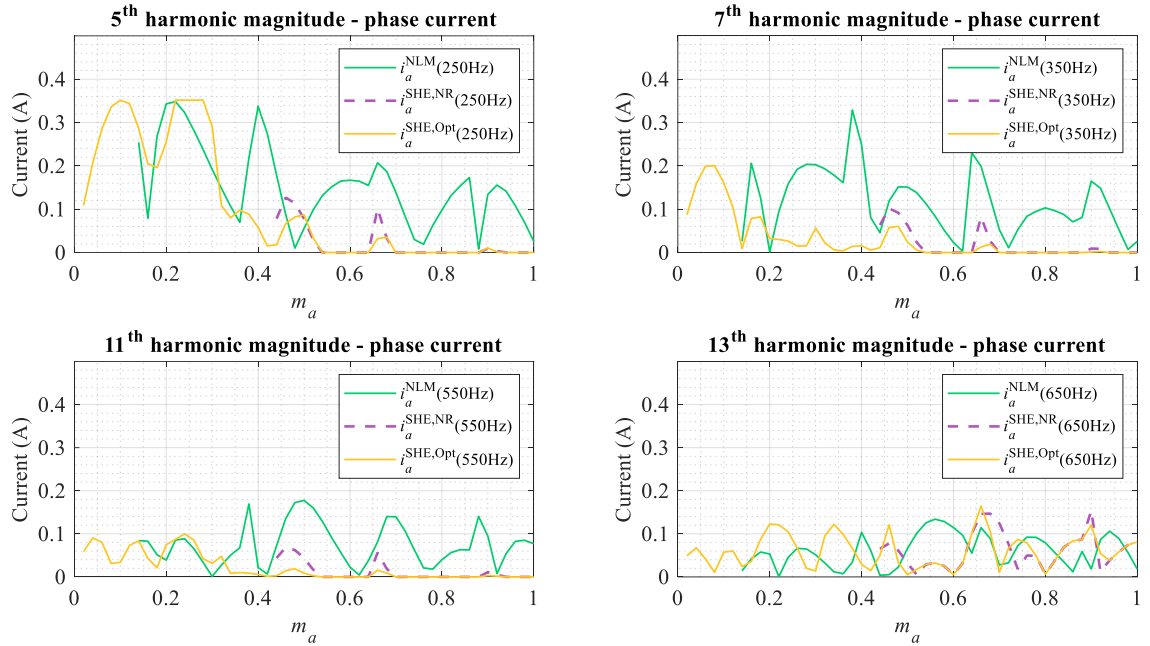 5th harmonic magnitude - phase current
Current (A)
0.4
0.3
0.2
0.1
0
0 0.2 0.4 0.6 0.8 1
ma
iaNLM(250Hz)
iaSHE,NR(250Hz)
iaSHE,Opt(250Hz)
7th harmonic magnitude - phase current
Current (A)
0.4
0.3
0.2
0.1
0
0 0.2 0.4 0.6 0.8 1
ma
iaNLM(350Hz)
iaSHE,NR(350Hz)
iaSHE,Opt(350Hz)
11th harmonic magnitude - phase current
Current (A)
0.4
0.3
0.2
0.1
0
0 0.2 0.4 0.6 0.8 1
ma
iaNLM(550Hz)
iaSHE,NR(550Hz)
iaSHE,Opt(550Hz)
13th harmonic magnitude - phase current
Current (A)
0.4
0.3
0.2
0.1
0
0 0.2 0.4 0.6 0.8 1
ma
iaNLM(650Hz)
iaSHE,NR(650Hz)
iaSHE,Opt(650Hz)